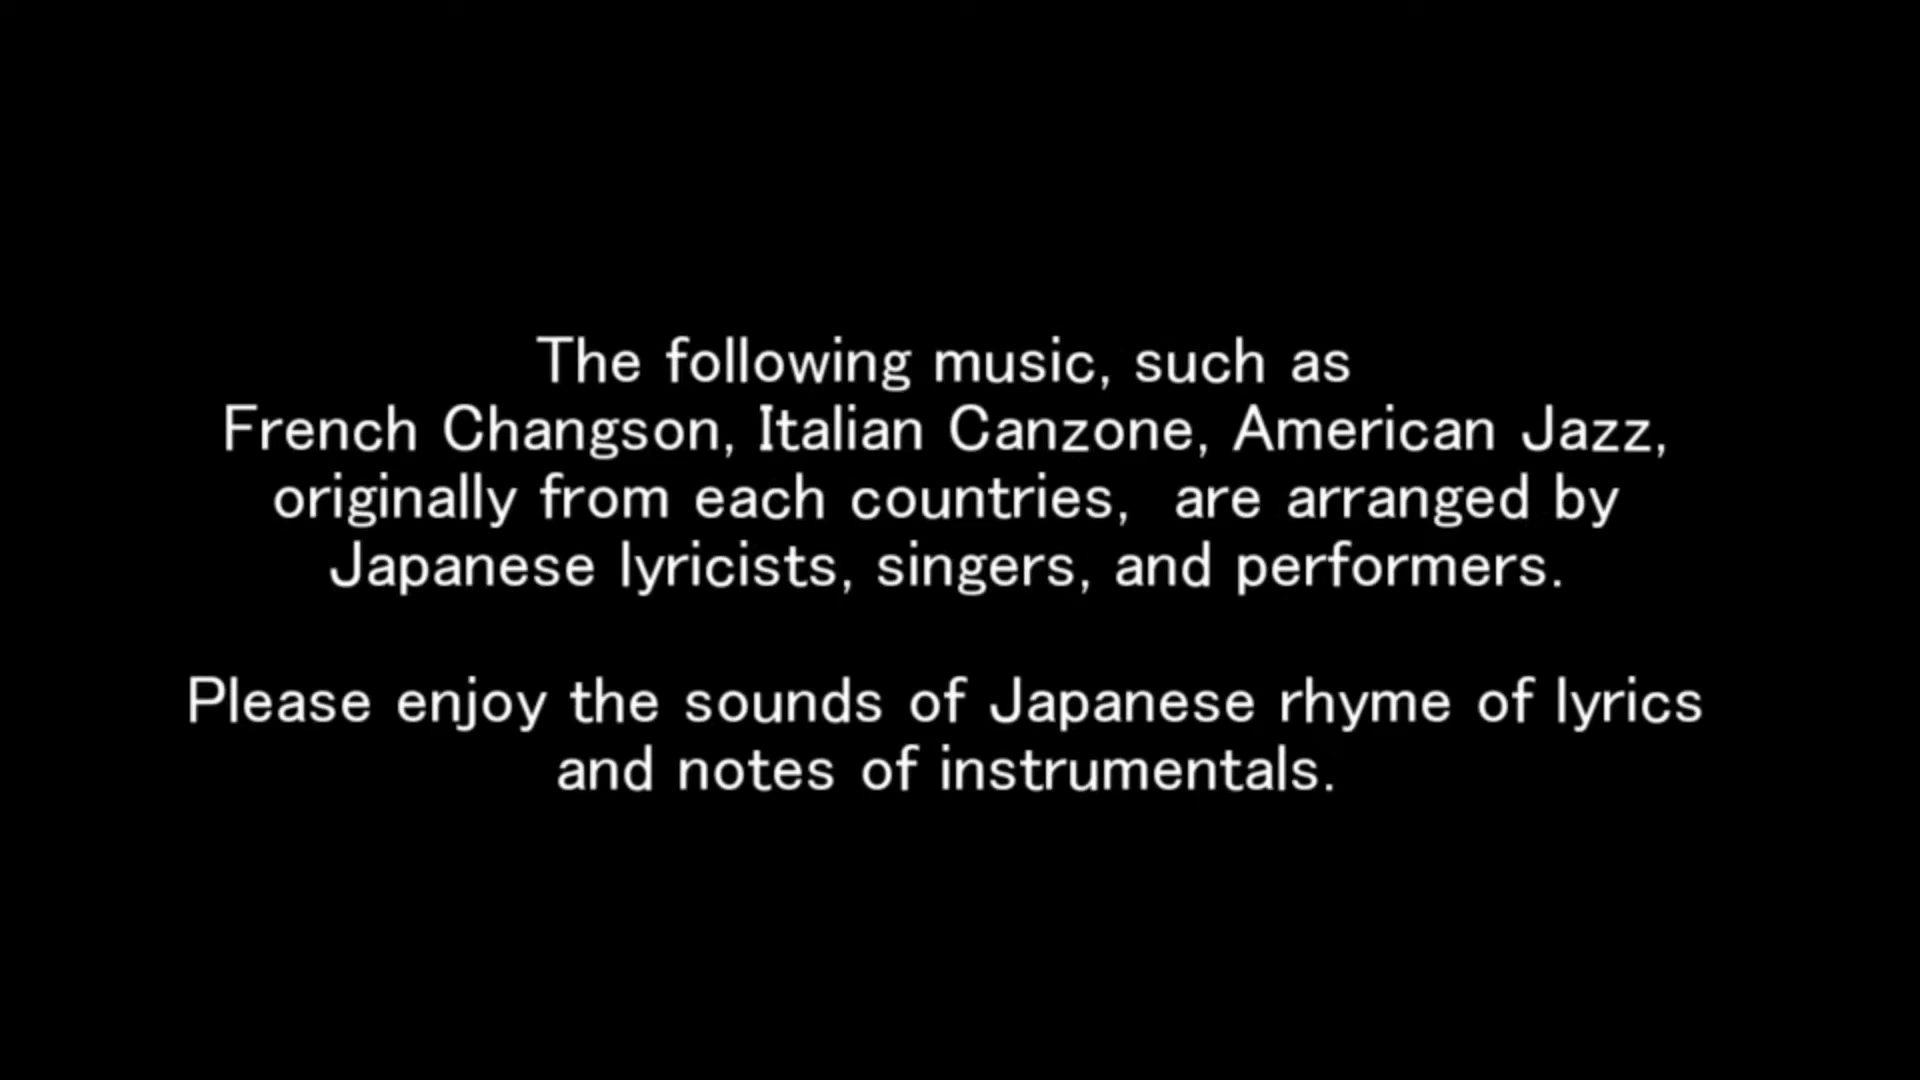 The following music, such as
French Changson, Italian Canzone, American Jazz,
originally from each countries,  are arranged by
Japanese lyricists, singers, and performers.
Please enjoy the sounds of Japanese rhyme of lyrics
and notes of instrumentals.